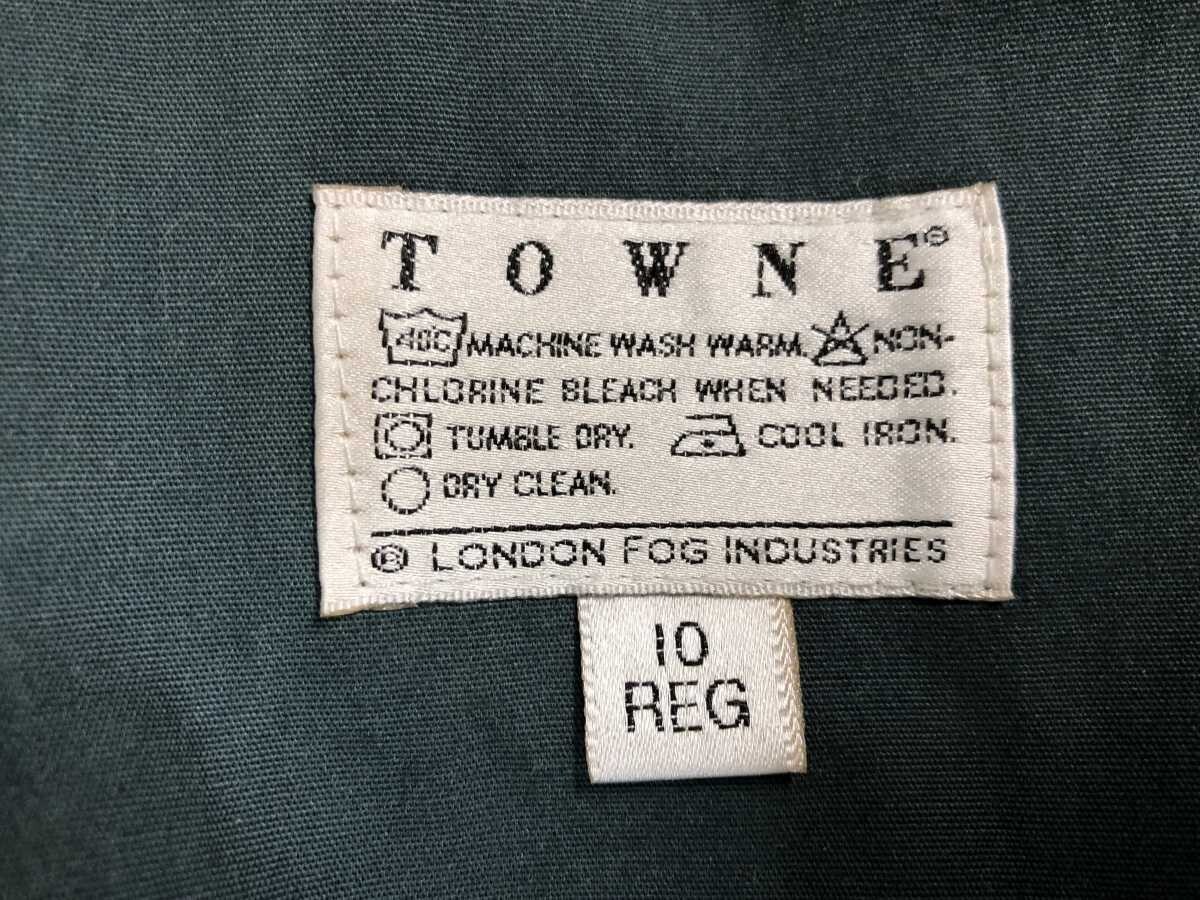 TOWNE®
40C MACHINE WASH WARM. NON-
CHLORINE BLEACH WHEN NEEDED.
TUMBLE DRY. COOL IRON.
DRY CLEAN.
® LONDON FOG INDUSTRIES
10
REG